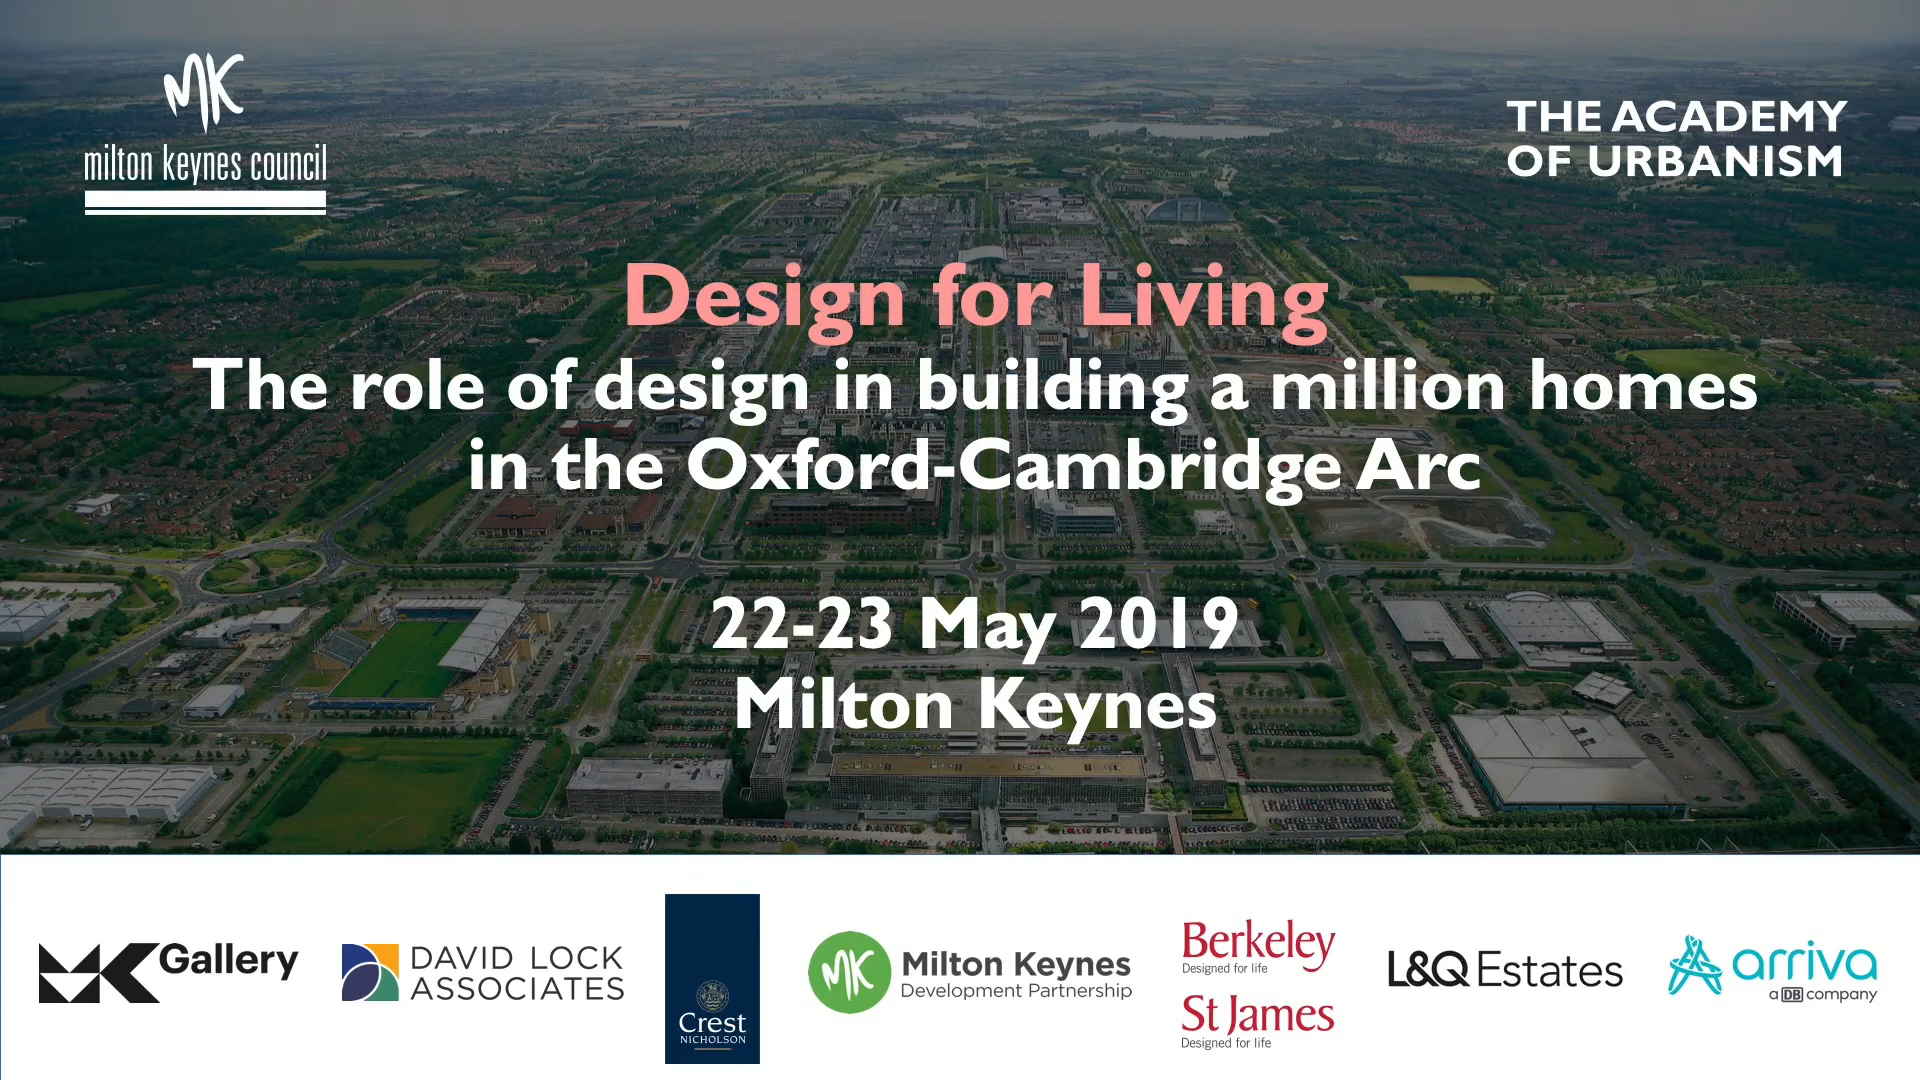 MK
milton keynes council
THE ACADEMY
OF URBANISM
Design for Living
The role of design in building a million homes
in the Oxford-Cambridge Arc
22-23 May 2019
Milton Keynes
MK Gallery
DAVID LOCK
ASSOCIATES
Crest
NICHOLSON
MK
Milton Keynes
Development Partnership
Berkeley
Designed for life
St James
Designed for life
L&Q Estates
arriva
a DB company